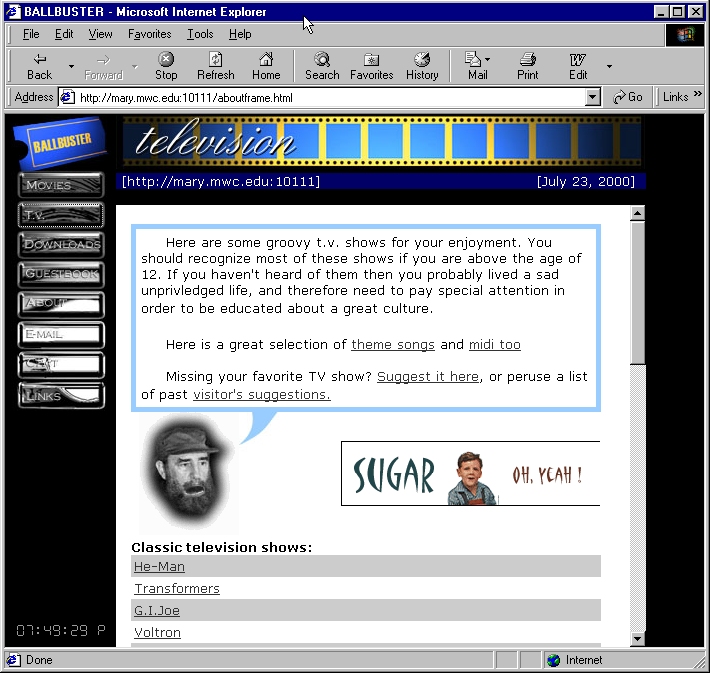 BALLBUSTER - Microsoft Internet Explorer
File Edit View Favorites Tools Help
Back Forward Stop Refresh Home Search Favorites History Mail Print Edit
Address http://mary.mwc.edu:10111/aboutframe.html Go Links »
BALLBUSTER
television
[http://mary.mwc.edu:10111] [July 23, 2000]
MOVIES
T.V.
DOWNLOADS
GUESTBOOK
ABOUT
E-MAIL
CHAT
LINKS
Here are some groovy t.v. shows for your enjoyment. You
should recognize most of these shows if you are above the age of
12. If you haven't heard of them then you probably lived a sad
unprivledged life, and therefore need to pay special attention in
order to be educated about a great culture.
Here is a great selection of theme songs and midi too
Missing your favorite TV show? Suggest it here, or peruse a list
of past visitor's suggestions.
SUGAR OH, YEAH !
Classic television shows:
He-Man
Transformers
G.I.Joe
Voltron
07:49:29 P
Done Internet